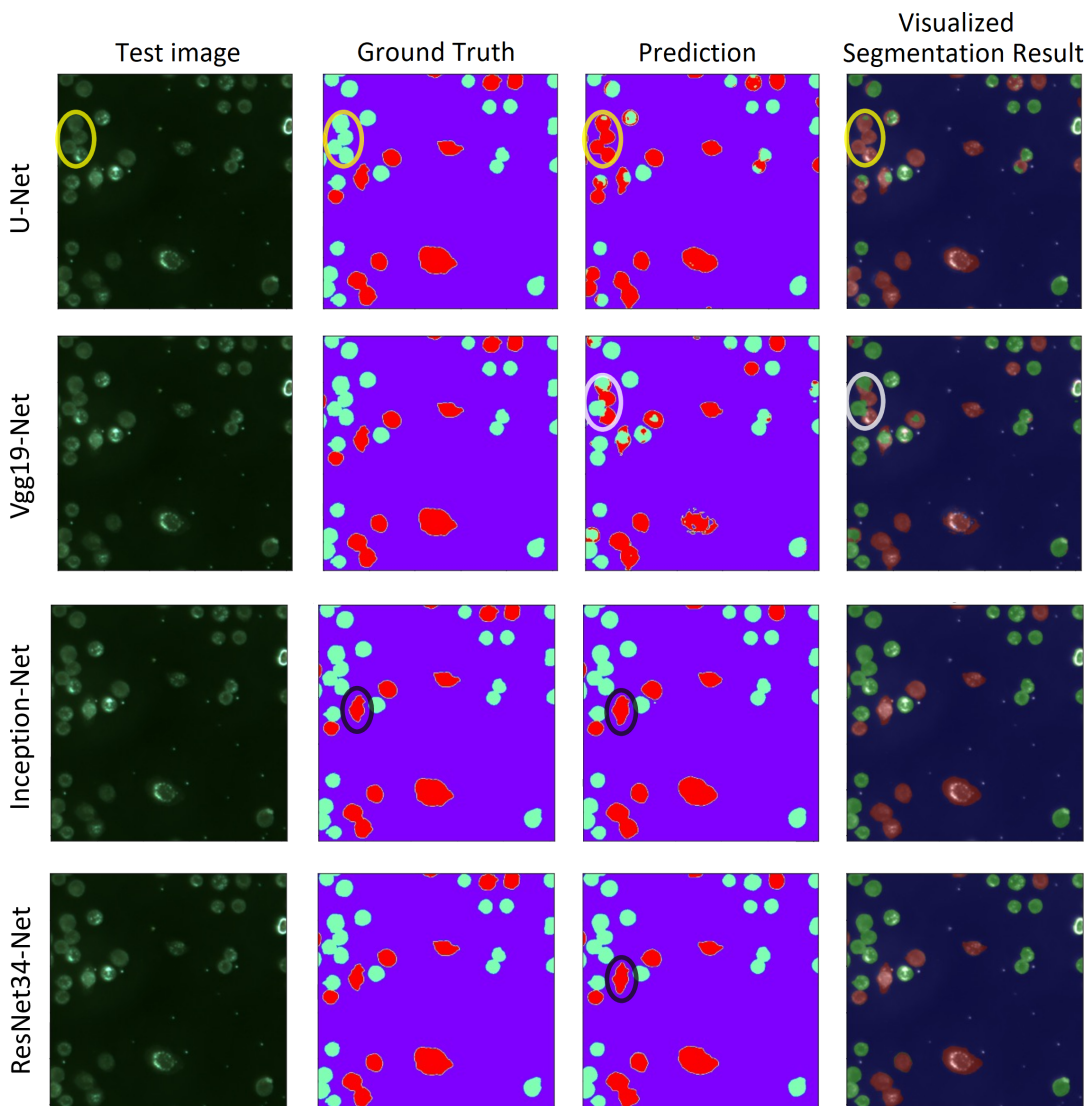 Test image
Ground Truth
Prediction
Visualized
Segmentation Result
U-Net
Vgg19-Net
Inception-Net
ResNet34-Net